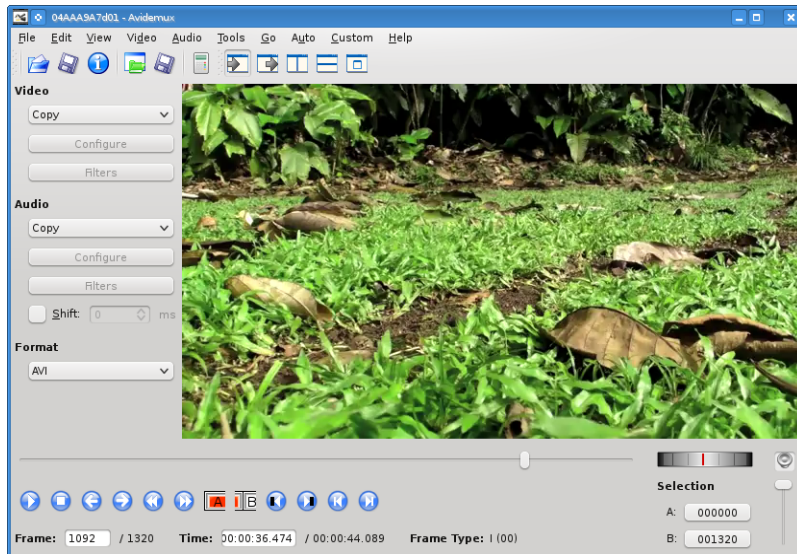 04AAA9A7d01 - Avidemux
File Edit View Video Audio Tools Go Auto Custom Help
Video
Copy
Configure
Filters
Audio
Copy
Configure
Filters
Shift: 0 ms
Format
AVI
A B
Selection
A: 000000
B: 001320
Frame: 1092 / 1320 Time: 00:00:36.474 / 00:00:44.089 Frame Type: I (00)